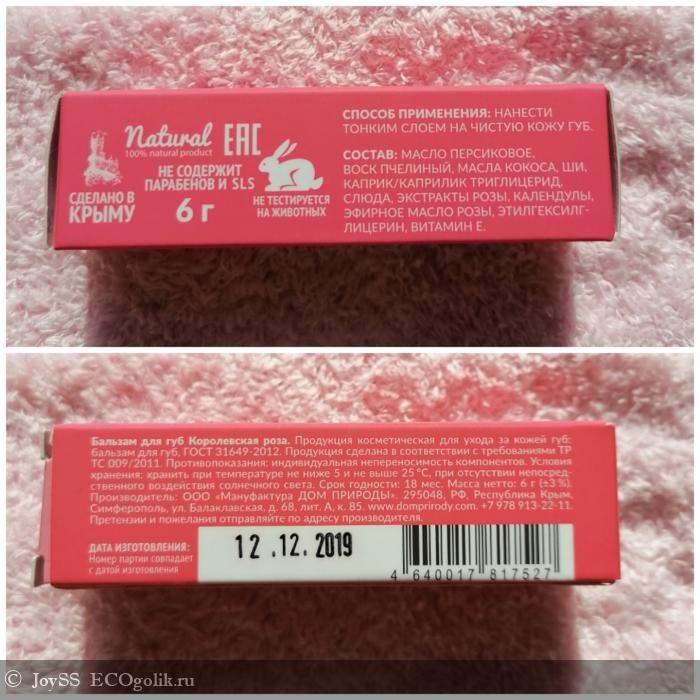 natural
100% natural product
ЕАС
СДЕЛАНО В
КРЫМУ
НЕ СОДЕРЖИТ
ПАРАБЕНОВ И SLS
6 г
НЕ ТЕСТИРУЕТСЯ
НА ЖИВОТНЫХ
СПОСОБ ПРИМЕНЕНИЯ: НАНЕСТИ
ТОНКИМ СЛОЕМ НА ЧИСТУЮ КОЖУ ГУБ.
СОСТАВ: МАСЛО ПЕРСИКОВОЕ,
ВОСК ПЧЕЛИНЫЙ, МАСЛА КОКОСА, ШИ,
КАПРИК/КАПРИЛИК ТРИГЛИЦЕРИД,
СЛЮДА, ЭКСТРАКТЫ РОЗЫ, КАЛЕНДУЛЫ,
ЭФИРНОЕ МАСЛО РОЗЫ, ЭТИЛГЕКСИЛГ-
ЛИЦЕРИН, ВИТАМИН Е.
Бальзам для губ Королевская роза. Продукция косметическая для ухода за кожей губ:
бальзам для губ, ГОСТ 31649-2012. Продукция сделана в соответствии с требованиями ТР
ТС 009/2011. Противопоказания: индивидуальная непереносимость компонентов. Условия
хранения: хранить при температуре не ниже 5 и не выше 25 °С, при отсутствии непосред-
ственного воздействия солнечного света. Срок годности: 18 мес. Масса нетто: 6 г (±3%).
Производитель: ООО «Мануфактура ДОМ ПРИРОДЫ». 295048, РФ, Республика Крым,
Симферополь, ул. Балаклавская, д. 68, лит. А, к. 85. www.domprirody.com. +7 978 913-22-11.
Претензии и пожелания отправляйте по адресу производителя.
ДАТА ИЗГОТОВЛЕНИЯ:
Номер партии совпадает
с датой изготовления
12.12.2019
4 640017 817527
© JoySS ECOgolik.ru